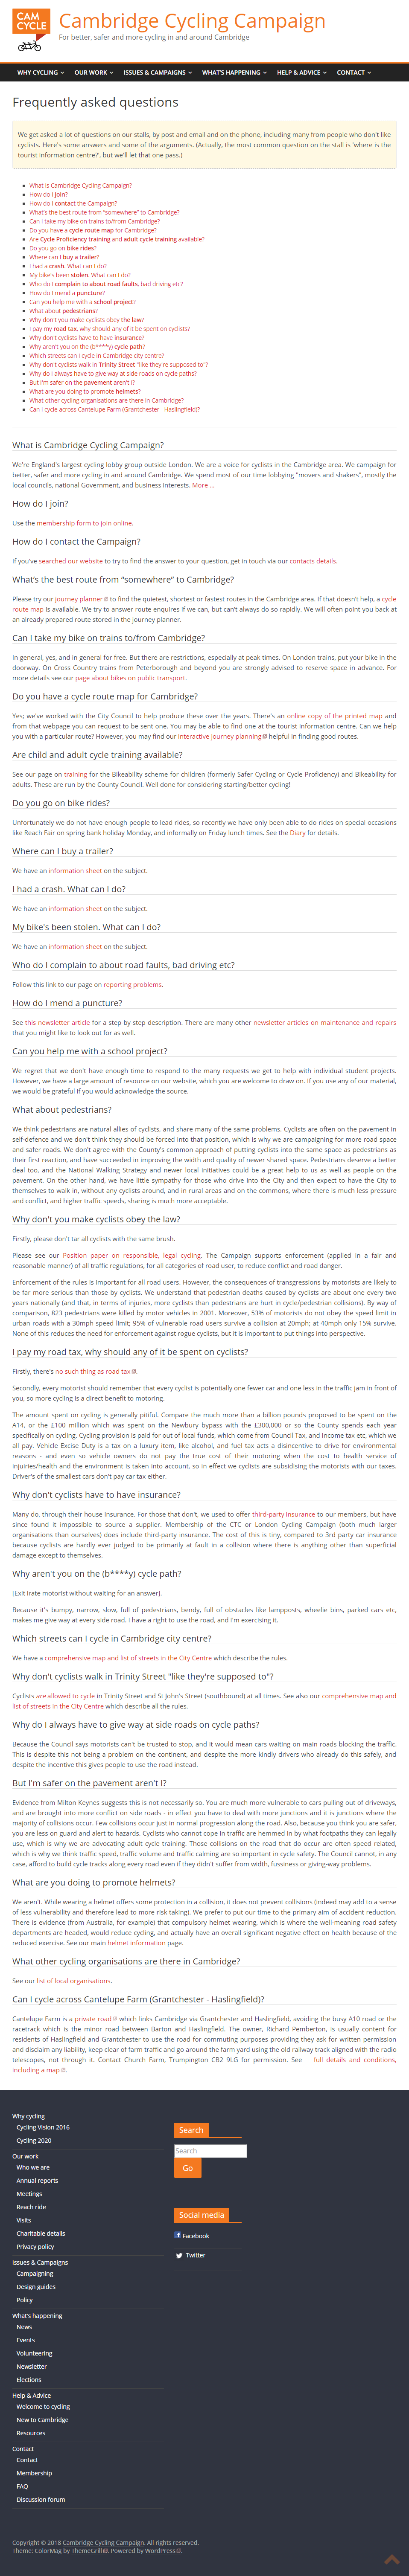 CAM
CYCLE
Cambridge Cycling Campaign
For better, safer and more cycling in and around Cambridge
WHY CYCLING
OUR WORK
ISSUES & CAMPAIGNS
WHAT'S HAPPENING
HELP & ADVICE
CONTACT
Frequently asked questions
We get asked a lot of questions on our stalls, by post and email and on the phone, including many from people who don't like
cyclists. Here's some answers and some of the arguments. (Actually, the most common question on the stall is 'where is the
tourist information centre?', but we'll let that one pass.)
What is Cambridge Cycling Campaign?
How do I join?
How do I contact the Campaign?
What's the best route from "somewhere" to Cambridge?
Can I take my bike on trains to/from Cambridge?
Do you have a cycle route map for Cambridge?
Are Cycle Proficiency training and adult cycle training available?
Do you go on bike rides?
Where can I buy a trailer?
I had a crash. What can I do?
My bike's been stolen. What can I do?
Who do I complain to about road faults, bad driving etc?
How do I mend a puncture?
Can you help me with a school project?
What about pedestrians?
Why don't you make cyclists obey the law?
I pay my road tax, why should any of it be spent on cyclists?
Why don't cyclists have to have insurance?
Why aren't you on the (b****y) cycle path?
Which streets can I cycle in Cambridge city centre?
Why don't cyclists walk in Trinity Street "like they're supposed to"?
Why do I always have to give way at side roads on cycle paths?
But I'm safer on the pavement aren't I?
What are you doing to promote helmets?
What other cycling organisations are there in Cambridge?
Can I cycle across Cantelupe Farm (Grantchester - Haslingfield)?
What is Cambridge Cycling Campaign?
We're England's largest cycling lobby group outside London. We are a voice for cyclists in the Cambridge area. We campaign for
better, safer and more cycling in and around Cambridge. We spend most of our time lobbying "movers and shakers", mostly the
local councils, national Government, and business interests. More ...
How do I join?
Use the membership form to join online.
How do I contact the Campaign?
If you've searched our website to try to find the answer to your question, get in touch via our contacts details.
What's the best route from "somewhere" to Cambridge?
Please try our journey planner to find the quietest, shortest or fastest routes in the Cambridge area. If that doesn't help, a cycle
route map is available. We try to answer route enquires if we can, but can't always do so rapidly. We will often point you back at
an already prepared route stored in the journey planner.
Can I take my bike on trains to/from Cambridge?
In general, yes, and in general for free. But there are restrictions, especially at peak times. On London trains, put your bike in the
doorway. On Cross Country trains from Peterborough and beyond you are strongly advised to reserve space in advance. For
more details see our page about bikes on public transport.
Do you have a cycle route map for Cambridge?
Yes; we've worked with the City Council to help produce these over the years. There's an online copy of the printed map and
from that webpage you can request to be sent one. You may be able to find one at the tourist information centre. Can we help
you with a particular route? However, you may find our interactive journey planning helpful in finding good routes.
Are child and adult cycle training available?
See our page on training for the Bikeability scheme for children (formerly Safer Cycling or Cycle Proficiency) and Bikeability for
adults. These are run by the County Council. Well done for considering starting/better cycling!
Do you go on bike rides?
Unfortunately we do not have enough people to lead rides, so recently we have only been able to do rides on special occasions
like Reach Fair on spring bank holiday Monday, and informally on Friday lunch times. See the Diary for details.
Where can I buy a trailer?
We have an information sheet on the subject.
I had a crash. What can I do?
We have an information sheet on the subject.
My bike's been stolen. What can I do?
We have an information sheet on the subject.
Who do I complain to about road faults, bad driving etc?
Follow this link to our page on reporting problems.
How do I mend a puncture?
See this newsletter article for a step-by-step description. There are many other newsletter articles on maintenance and repairs
that you might like to look out for as well.
Can you help me with a school project?
We regret that we don't have enough time to respond to the many requests we get to help with individual student projects.
However, we have a large amount of resource on our website, which you are welcome to draw on. If you use any of our material,
we would be grateful if you would acknowledge the source.
What about pedestrians?
We think pedestrians are natural allies of cyclists, and share many of the same problems. Cyclists are often on the pavement in
self-defence and we don't think they should be forced into that position, which is why we are campaigning for more road space
and safer roads. We don't agree with the County's common approach of putting cyclists into the same space as pedestrians as
their first reaction, and have succeeded in improving the width and quality of newer shared space. Pedestrians deserve a better
deal too, and the National Walking Strategy and newer local initiatives could be a great help to us as well as people on the
pavement. On the other hand, we have little sympathy for those who drive into the City and then expect to have the City to
themselves to walk in, without any cyclists around, and in rural areas and on the commons, where there is much less pressure
and conflict, and higher traffic speeds, sharing is much more acceptable.
Why don't you make cyclists obey the law?
Firstly, please don't tar all cyclists with the same brush.
Please see our Position paper on responsible, legal cycling. The Campaign supports enforcement (applied in a fair and
reasonable manner) of all traffic regulations, for all categories of road user, to reduce conflict and road danger.
Enforcement of the rules is important for all road users. However, the consequences of transgressions by motorists are likely to
be far more serious than those by cyclists. We understand that pedestrian deaths caused by cyclists are about one every two
years nationally (and that, in terms of injuries, more cyclists than pedestrians are hurt in cycle/pedestrian collisions). By way of
comparison, 823 pedestrians were killed by motor vehicles in 2001. Moreover, 53% of motorists do not obey the speed limit in
urban roads with a 30mph speed limit; 95% of vulnerable road users survive a collision at 20mph; at 40mph only 15% survive.
None of this reduces the need for enforcement against rogue cyclists, but it is important to put things into perspective.
I pay my road tax, why should any of it be spent on cyclists?
Firstly, there's no such thing as road tax.
Secondly, every motorist should remember that every cyclist is potentially one fewer car and one less in the traffic jam in front of
you, so more cycling is a direct benefit to motoring.
The amount spent on cycling is generally pitiful. Compare the much more than a billion pounds proposed to be spent on the
A14, or the £100 million which was spent on the Newbury bypass with the £300,000 or so the County spends each year
specifically on cycling. Cycling provision is paid for out of local funds, which come from Council Tax, and Income tax etc, which we
all pay. Vehicle Excise Duty is a tax on a luxury item, like alcohol, and fuel tax acts a disincentive to drive for environmental
reasons - and even so vehicle owners do not pay the true cost of their motoring when the cost to health service of
injuries/health and the environment is taken into account, so in effect we cyclists are subsidising the motorists with our taxes.
Driver's of the smallest cars don't pay car tax either.
Why don't cyclists have to have insurance?
Many do, through their house insurance. For those that don't, we used to offer third-party insurance to our members, but have
since found it impossible to source a supplier. Membership of the CTC or London Cycling Campaign (both much larger
organisations than ourselves) does include third-party insurance. The cost of this is tiny, compared to 3rd party car insurance
because cyclists are hardly ever judged to be primarily at fault in a collision where there is anything other than superficial
damage except to themselves.
Why aren't you on the (b****y) cycle path?
[Exit irate motorist without waiting for an answer].
Because it's bumpy, narrow, slow, full of pedestrians, bendy, full of obstacles like lampposts, wheelie bins, parked cars etc,
makes me give way at every side road. I have a right to use the road, and I'm exercising it.
Which streets can I cycle in Cambridge city centre?
We have a comprehensive map and list of streets in the City Centre which describe the rules.
Why don't cyclists walk in Trinity Street "like they're supposed to"?
Cyclists are allowed to cycle in Trinity Street and St John's Street (southbound) at all times. See also our comprehensive map and
list of streets in the City Centre which describe all the rules.
Why do I always have to give way at side roads on cycle paths?
Because the Council says motorists can't be trusted to stop, and it would mean cars waiting on main roads blocking the traffic.
This is despite this not being a problem on the continent, and despite the more kindly drivers who already do this safely, and
despite the incentive this gives people to use the road instead.
But I'm safer on the pavement aren't I?
Evidence from Milton Keynes suggests this is not necessarily so. You are much more vulnerable to cars pulling out of driveways,
and are brought into more conflict on side roads - in effect you have to deal with more junctions and it is junctions where the
majority of collisions occur. Few collisions occur just in normal progression along the road. Also, because you think you are safer,
you are less on guard and alert to hazards. Cyclists who cannot cope in traffic are hemmed in by what footpaths they can legally
use, which is why we are advocating adult cycle training. Those collisions on the road that do occur are often speed related,
which is why we think traffic speed, traffic volume and traffic calming are so important in cycle safety. The Council cannot, in any
case, afford to build cycle tracks along every road even if they didn't suffer from width, fussiness or giving-way problems.
What are you doing to promote helmets?
We aren't. While wearing a helmet offers some protection in a collision, it does not prevent collisions (indeed may add to a sense
of less vulnerability and therefore lead to more risk taking). We prefer to put our time to the primary aim of accident reduction.
There is evidence (from Australia, for example) that compulsory helmet wearing, which is where the well-meaning road safety
departments are headed, would reduce cycling, and actually have an overall significant negative effect on health because of the
reduced exercise. See our main helmet information page.
What other cycling organisations are there in Cambridge?
See our list of local organisations.
Can I cycle across Cantelupe Farm (Grantchester - Haslingfield)?
Cantelupe Farm is a private road which links Cambridge via Grantchester and Haslingfield, avoiding the busy A10 road or the
racetrack which is the minor road between Barton and Haslingfield. The owner, Richard Pemberton, is usually content for
residents of Haslingfield and Grantchester to use the road for commuting purposes providing they ask for written permission
and disclaim any liability, keep clear of farm traffic and go around the farm yard using the old railway track aligned with the radio
telescopes, not through it. Contact Church Farm, Trumpington CB2 9LG for permission. See full details and conditions,
including a map.
Why cycling
Cycling Vision 2016
Cycling 2020
Our work
Who we are
Annual reports
Meetings
Reach ride
Visits
Charitable details
Privacy policy
Issues & Campaigns
Campaigning
Design guides
Policy
What's happening
News
Events
Volunteering
Newsletter
Elections
Help & Advice
Welcome to cycling
New to Cambridge
Resources
Contact
Contact
Membership
FAQ
Discussion forum
Search
Search
Go
Social media
Facebook
Twitter
Copyright © 2018 Cambridge Cycling Campaign. All rights reserved.
Theme: ColorMag by ThemeGrill. Powered by WordPress.